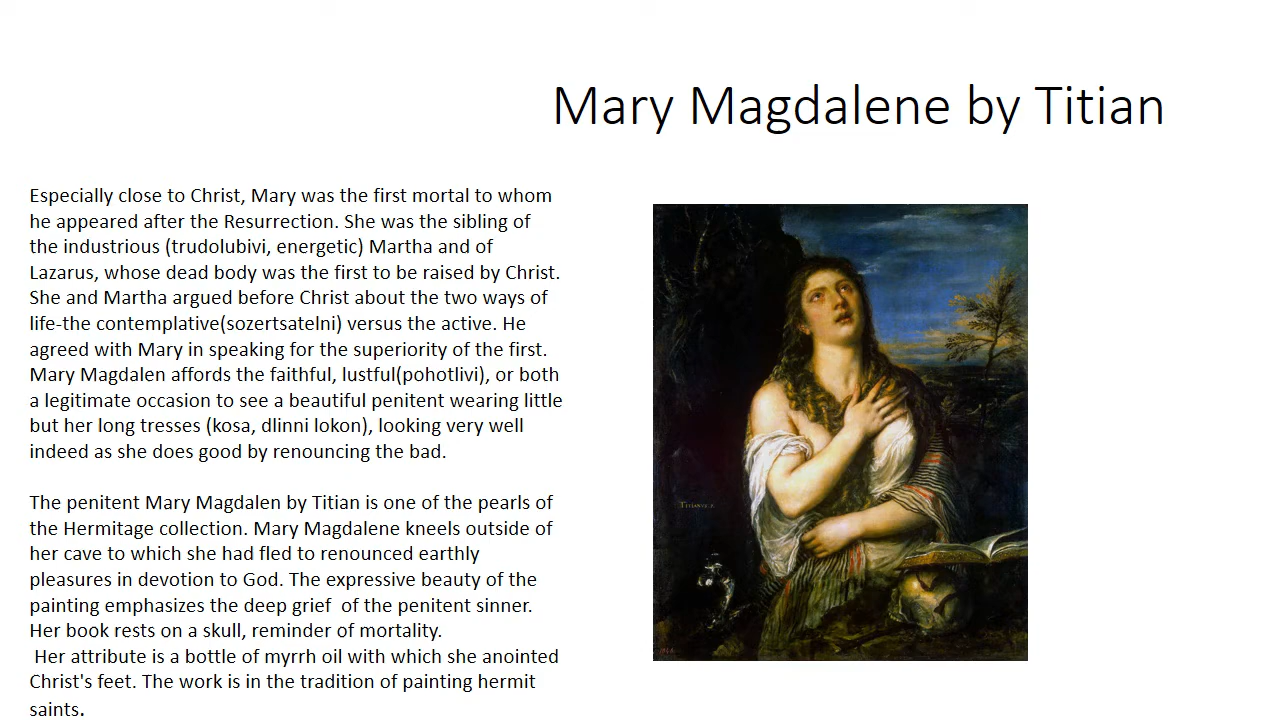 Mary Magdalene by Titian
Especially close to Christ, Mary was the first mortal to whom
he appeared after the Resurrection. She was the sibling of
the industrious (trudolubivi, energetic) Martha and of
Lazarus, whose dead body was the first to be raised by Christ.
She and Martha argued before Christ about the two ways of
life-the contemplative(sozertsatelni) versus the active. He
agreed with Mary in speaking for the superiority of the first.
Mary Magdalen affords the faithful, lustful(pohotlivi), or both
a legitimate occasion to see a beautiful penitent wearing little
but her long tresses (kosa, dlinni lokon), looking very well
indeed as she does good by renouncing the bad.
The penitent Mary Magdalen by Titian is one of the pearls of
the Hermitage collection. Mary Magdalene kneels outside of
her cave to which she had fled to renounced earthly
pleasures in devotion to God. The expressive beauty of the
painting emphasizes the deep grief  of the penitent sinner.
Her book rests on a skull, reminder of mortality.
Her attribute is a bottle of myrrh oil with which she anointed
Christ's feet. The work is in the tradition of painting hermit
saints.